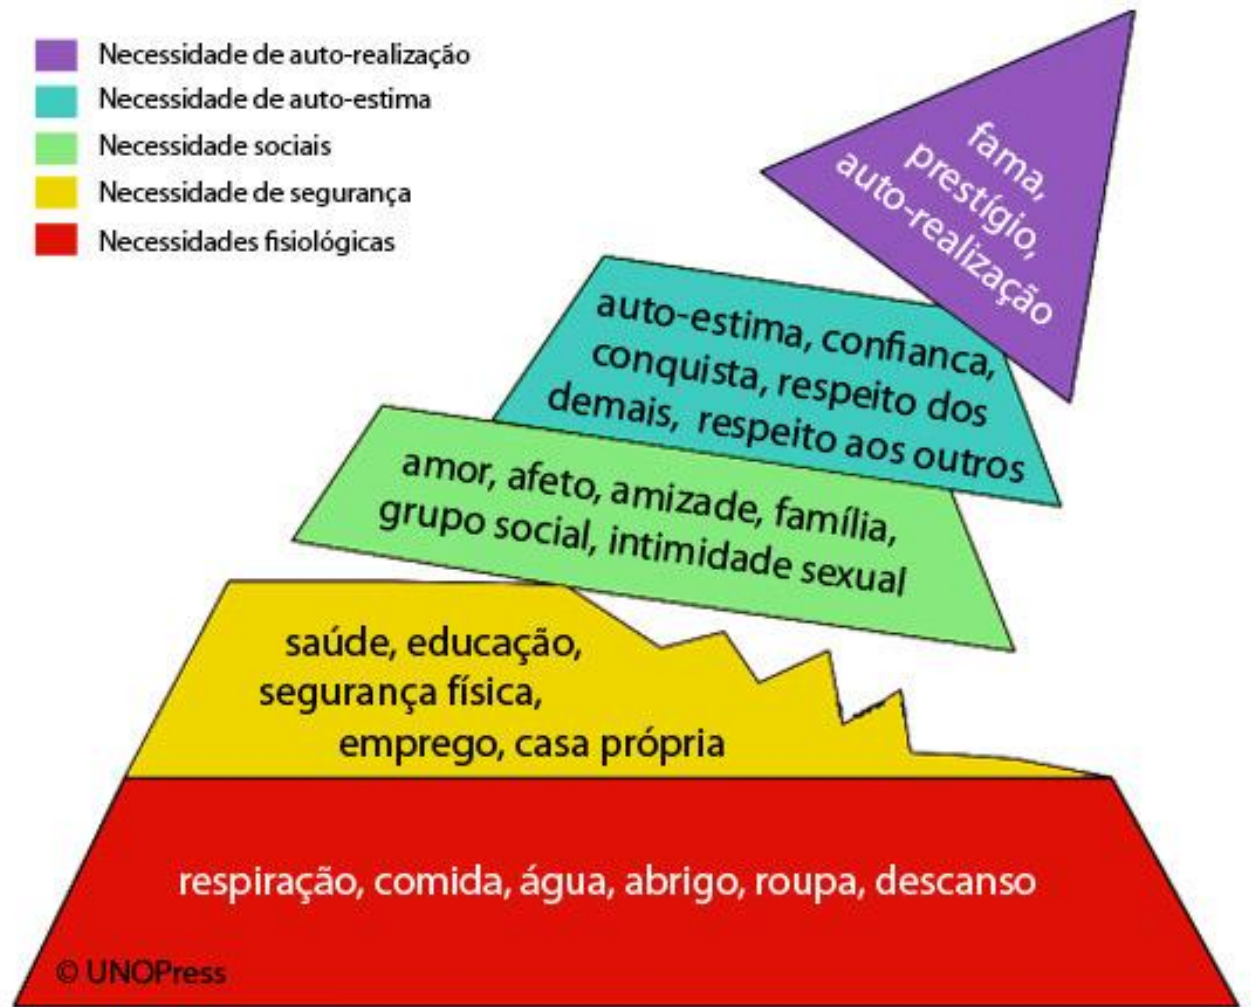 Necessidade de auto-realização
Necessidade de auto-estima
Necessidade sociais
Necessidade de segurança
Necessidades fisiológicas
fama,
prestígio,
auto-realização
auto-estima, confianca,
conquista, respeito dos
demais, respeito aos outros
amor, afeto, amizade, família,
grupo social, intimidade sexual
saúde, educação,
segurança física,
emprego, casa própria
respiração, comida, água, abrigo, roupa, descanso
© UNOPress